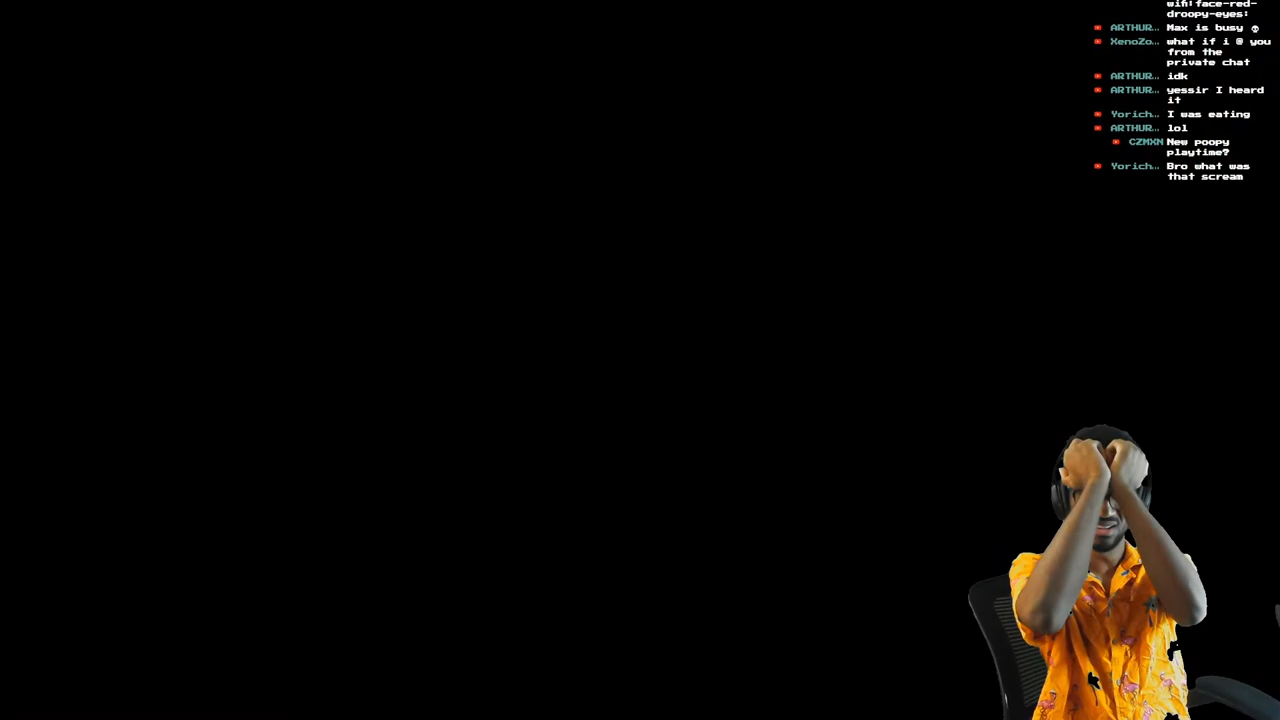 wifi:face-red-
droopy-eyes:
ARTHUR… Max is busy
XenoZo… what if i @ you
from the
private chat
ARTHUR… idk
ARTHUR… yessir I heard
it
Yorich… I was eating
ARTHUR… lol
CZMXN New poopy
playtime?
Yorich… Bro what was
that scream